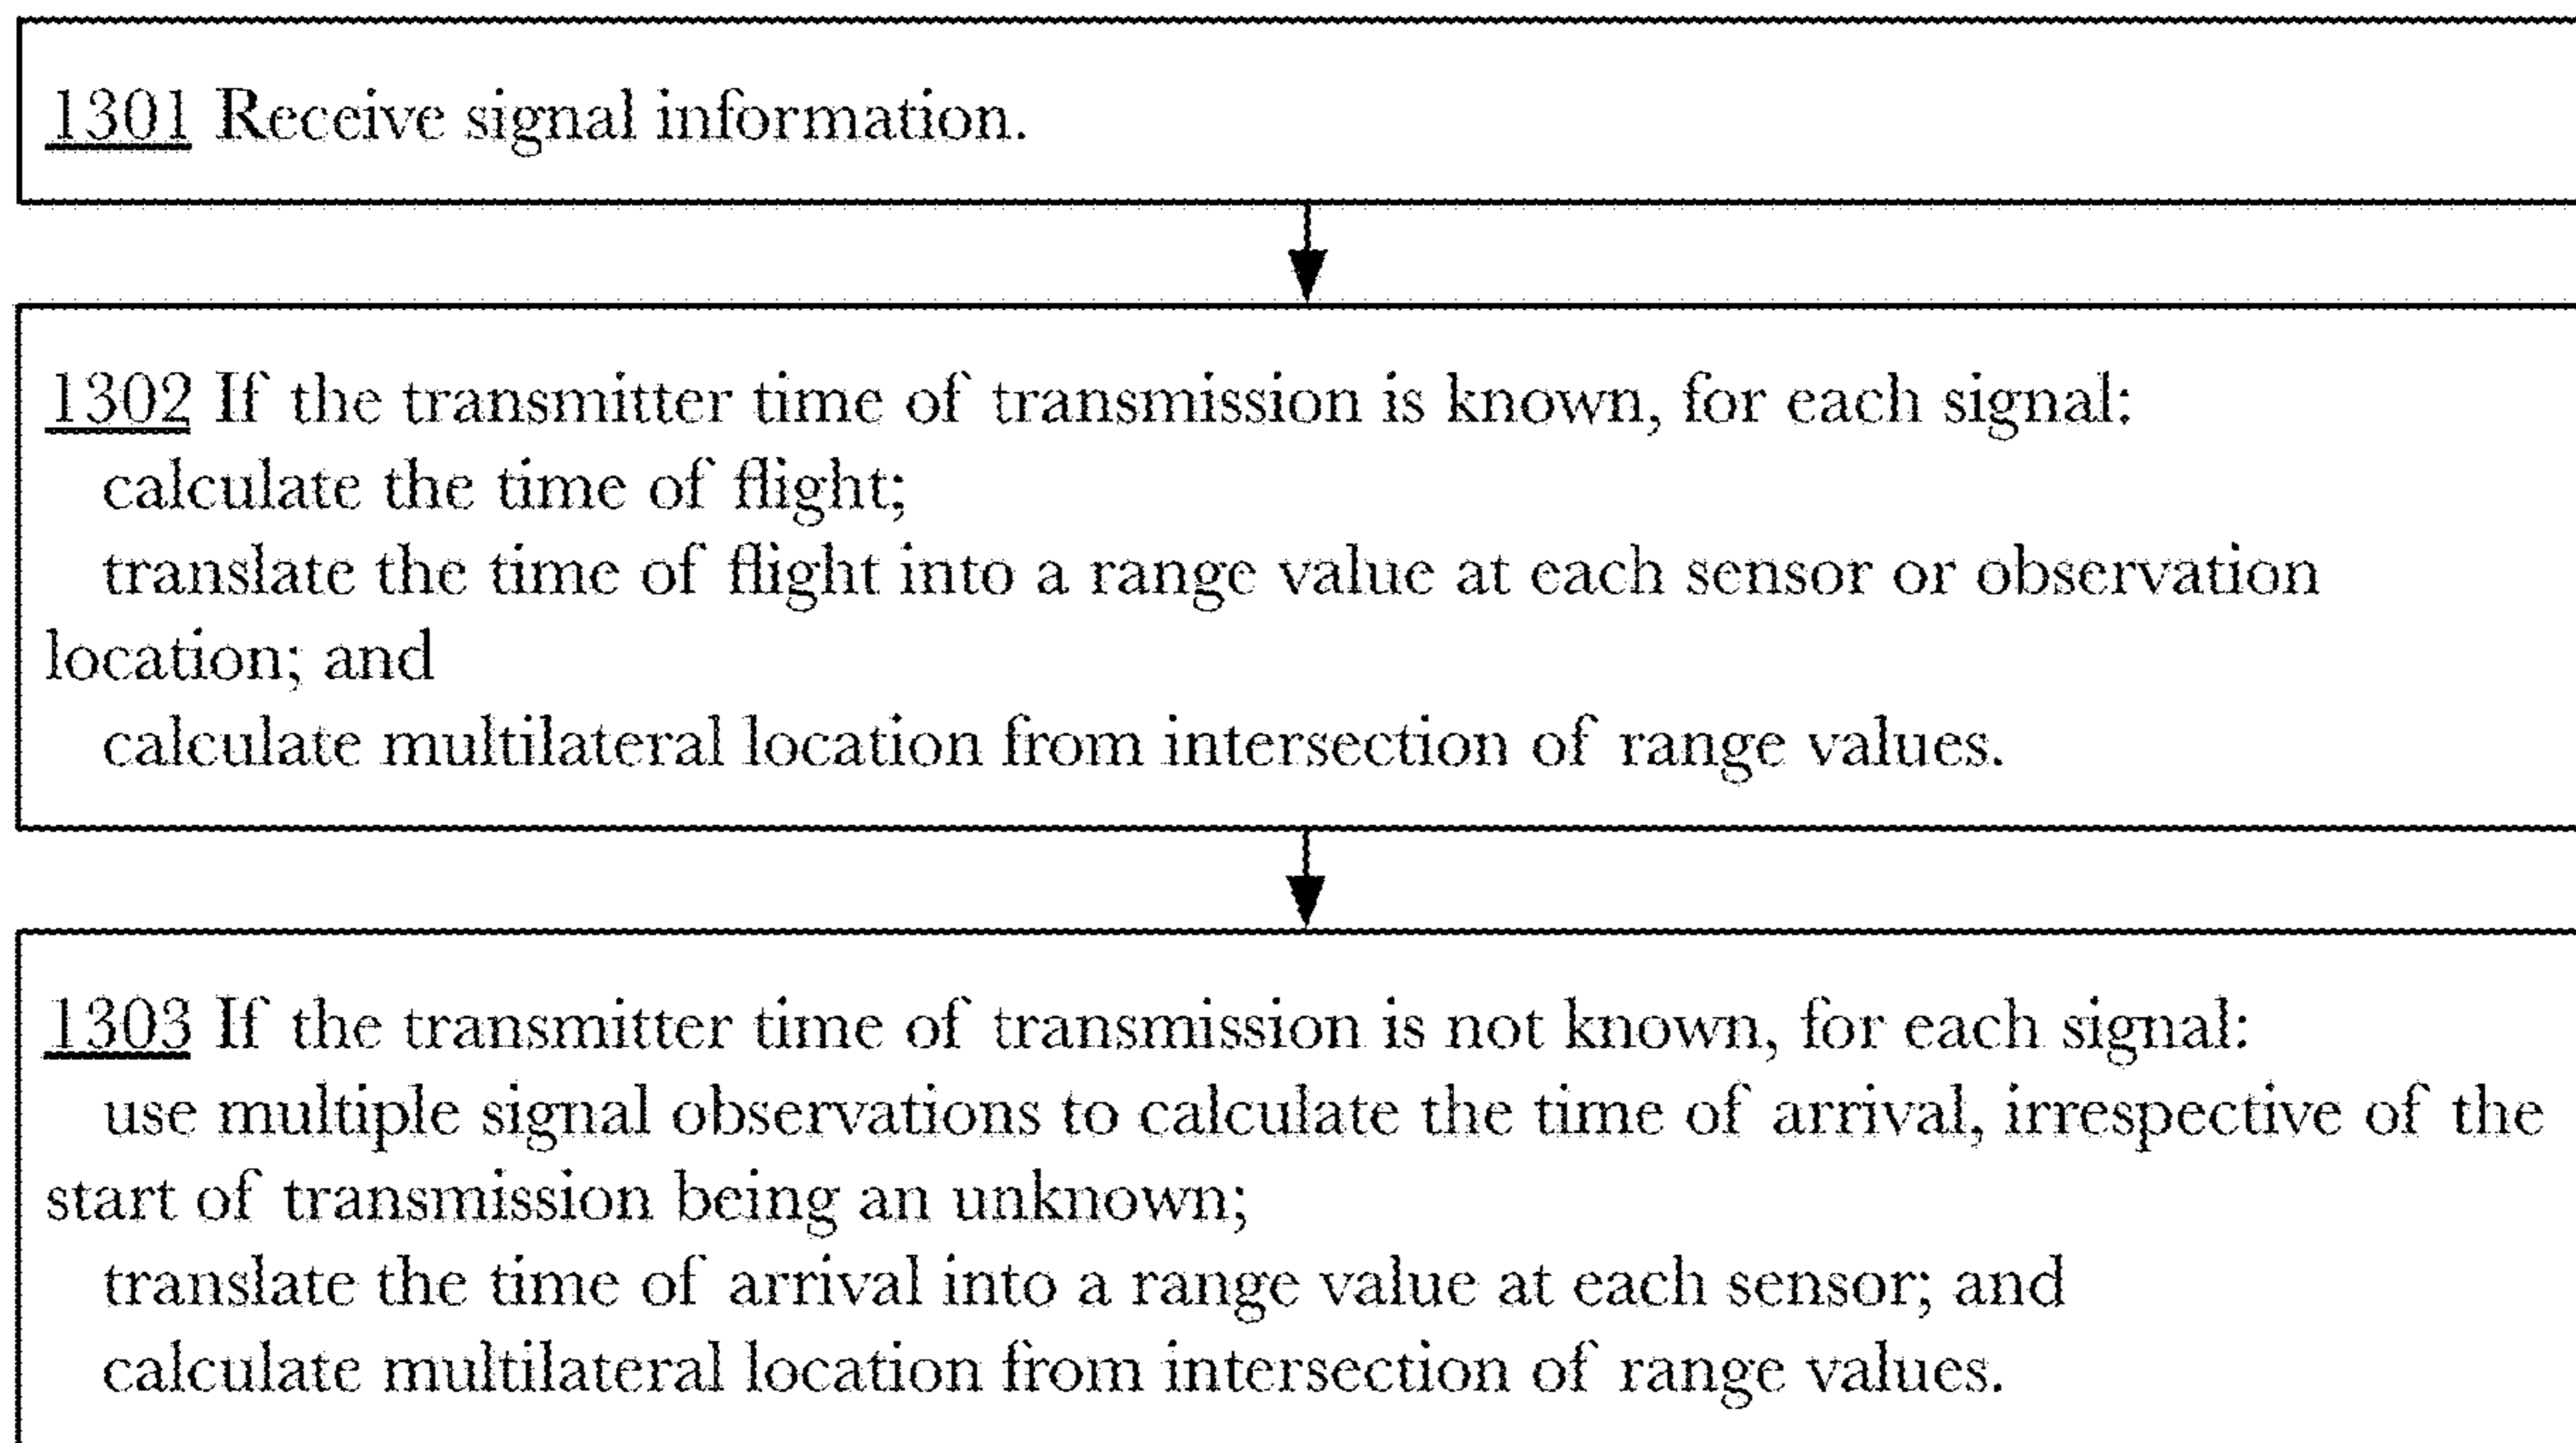 1301 Receive signal information.
1302 If the transmitter time of transmission is known, for each signal:
calculate the time of flight;
translate the time of flight into a range value at each sensor or observation
location; and
calculate multilateral location from intersection of range values.
1303 If the transmitter time of transmission is not known, for each signal:
use multiple signal observations to calculate the time of arrival, irrespective of the
start of transmission being an unknown;
translate the time of arrival into a range value at each sensor; and
calculate multilateral location from intersection of range values.